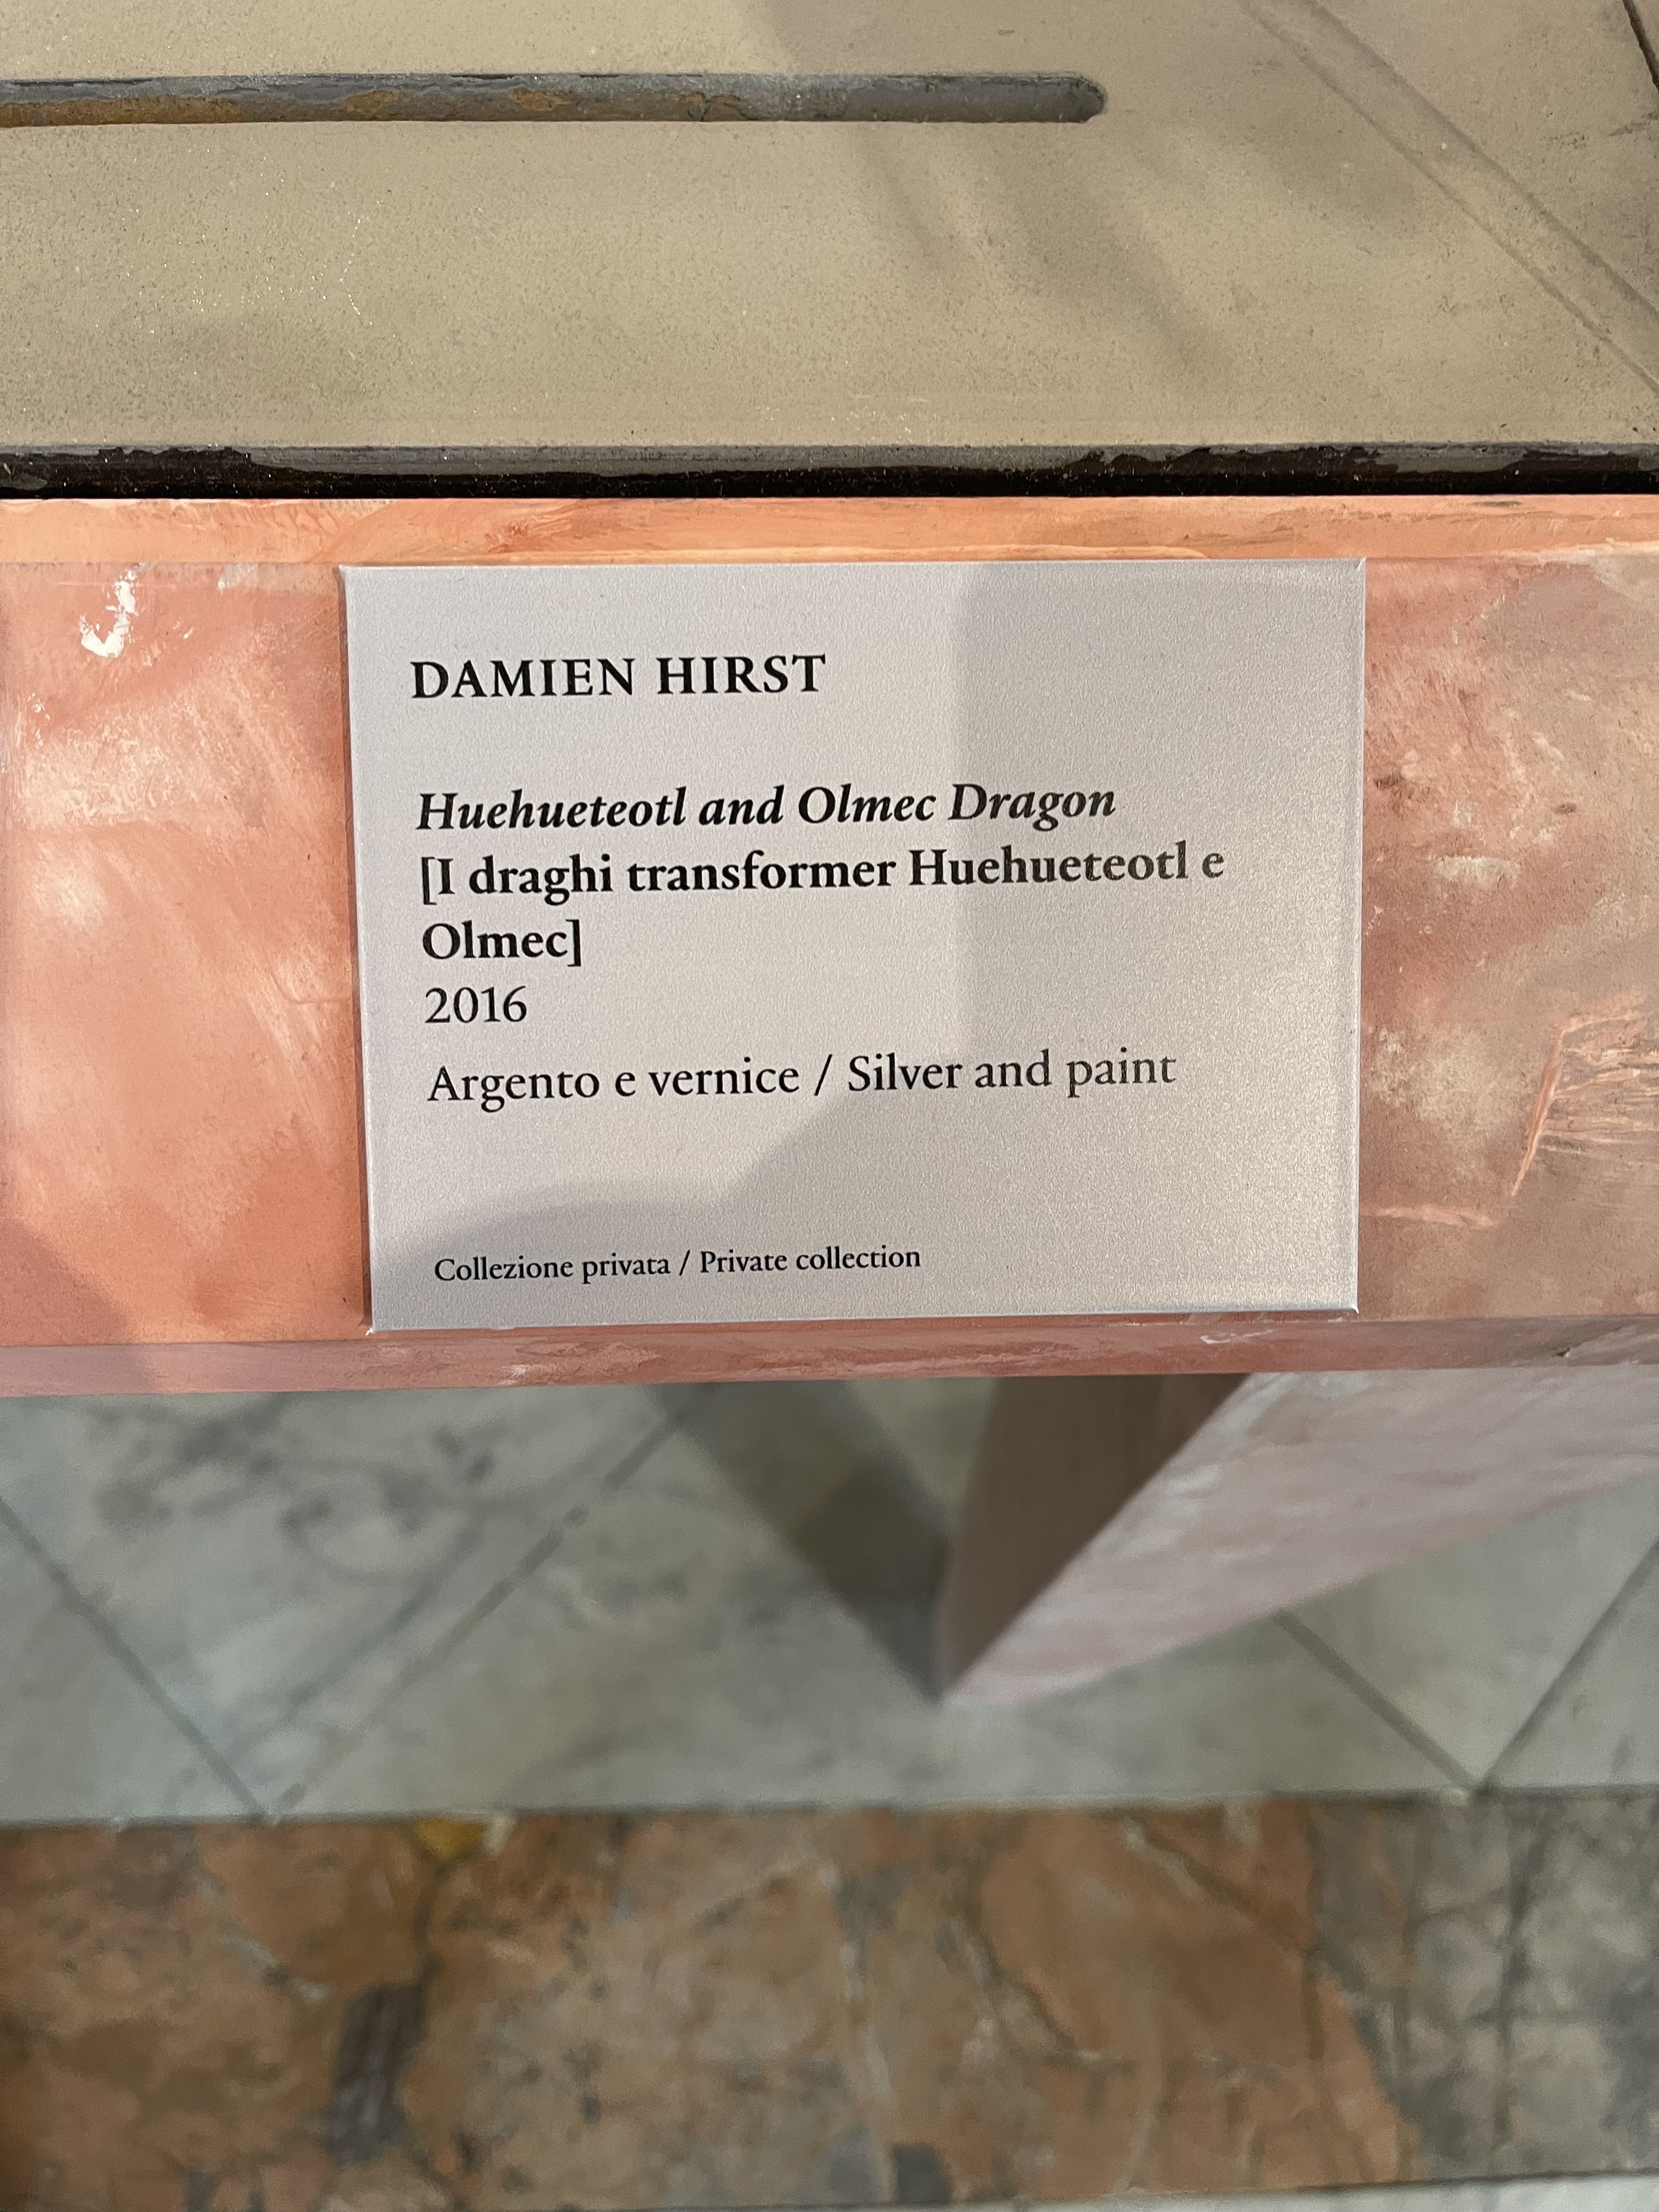 DAMIEN HIRST
Huehueteotl and Olmec Dragon
[I draghi transformer Huehueteotl e
Olmec]
2016
Argento e vernice / Silver and paint
Collezione privata / Private collection